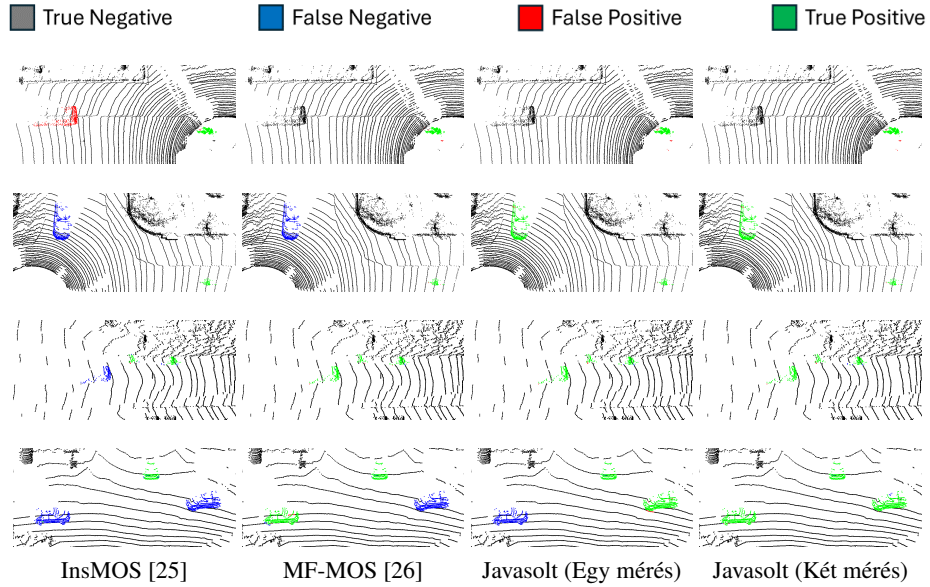 True Negative False Negative False Positive True Positive
InsMOS [25] MF-MOS [26] Javasolt (Egy mérés) Javasolt (Két mérés)